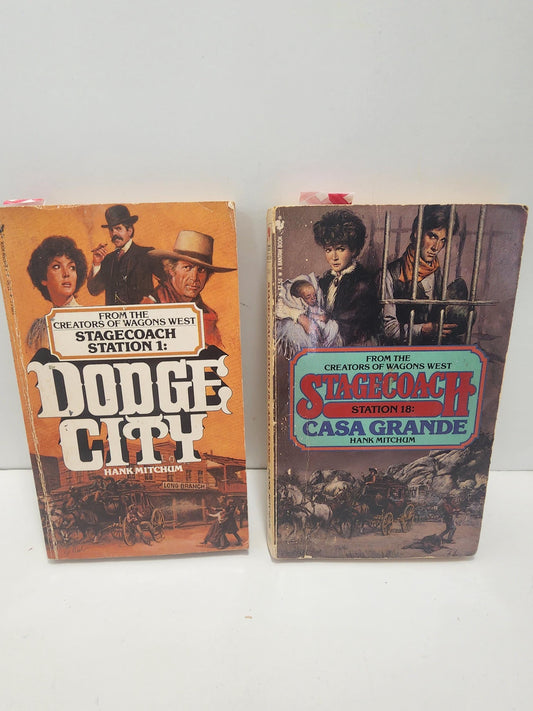 FROM THE
CREATORS OF WAGONS WEST
STAGECOACH
STATION 1:
DODGE
CITY
HANK MITCHUM
LONG BRANCH
FROM THE
CREATORS OF WAGONS WEST
STAGECOACH
STATION 18:
CASA GRANDE
HANK MITCHUM